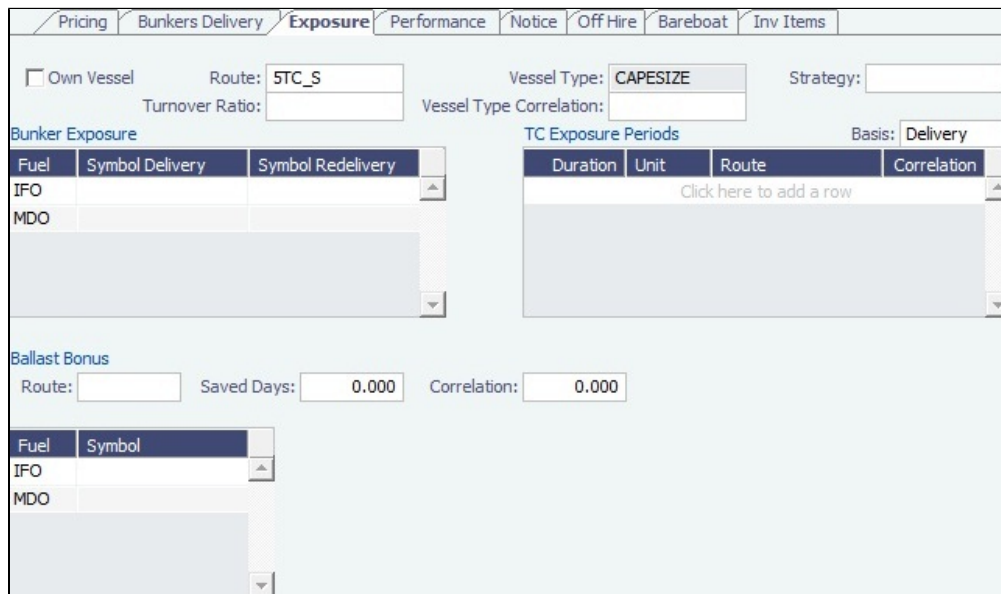 Pricing Bunkers Delivery Exposure Performance Notice Off Hire Bareboat Inv Items
Own Vessel Route: 5TC_S Vessel Type: CAPESIZE Strategy:
Turnover Ratio: Vessel Type Correlation:
Bunker Exposure TC Exposure Periods Basis: Delivery
Fuel Symbol Delivery Symbol Redelivery Duration Unit Route Correlation
IFO Click here to add a row
MDO
Ballast Bonus
Route: Saved Days: 0.000 Correlation: 0.000
Fuel Symbol
IFO
MDO